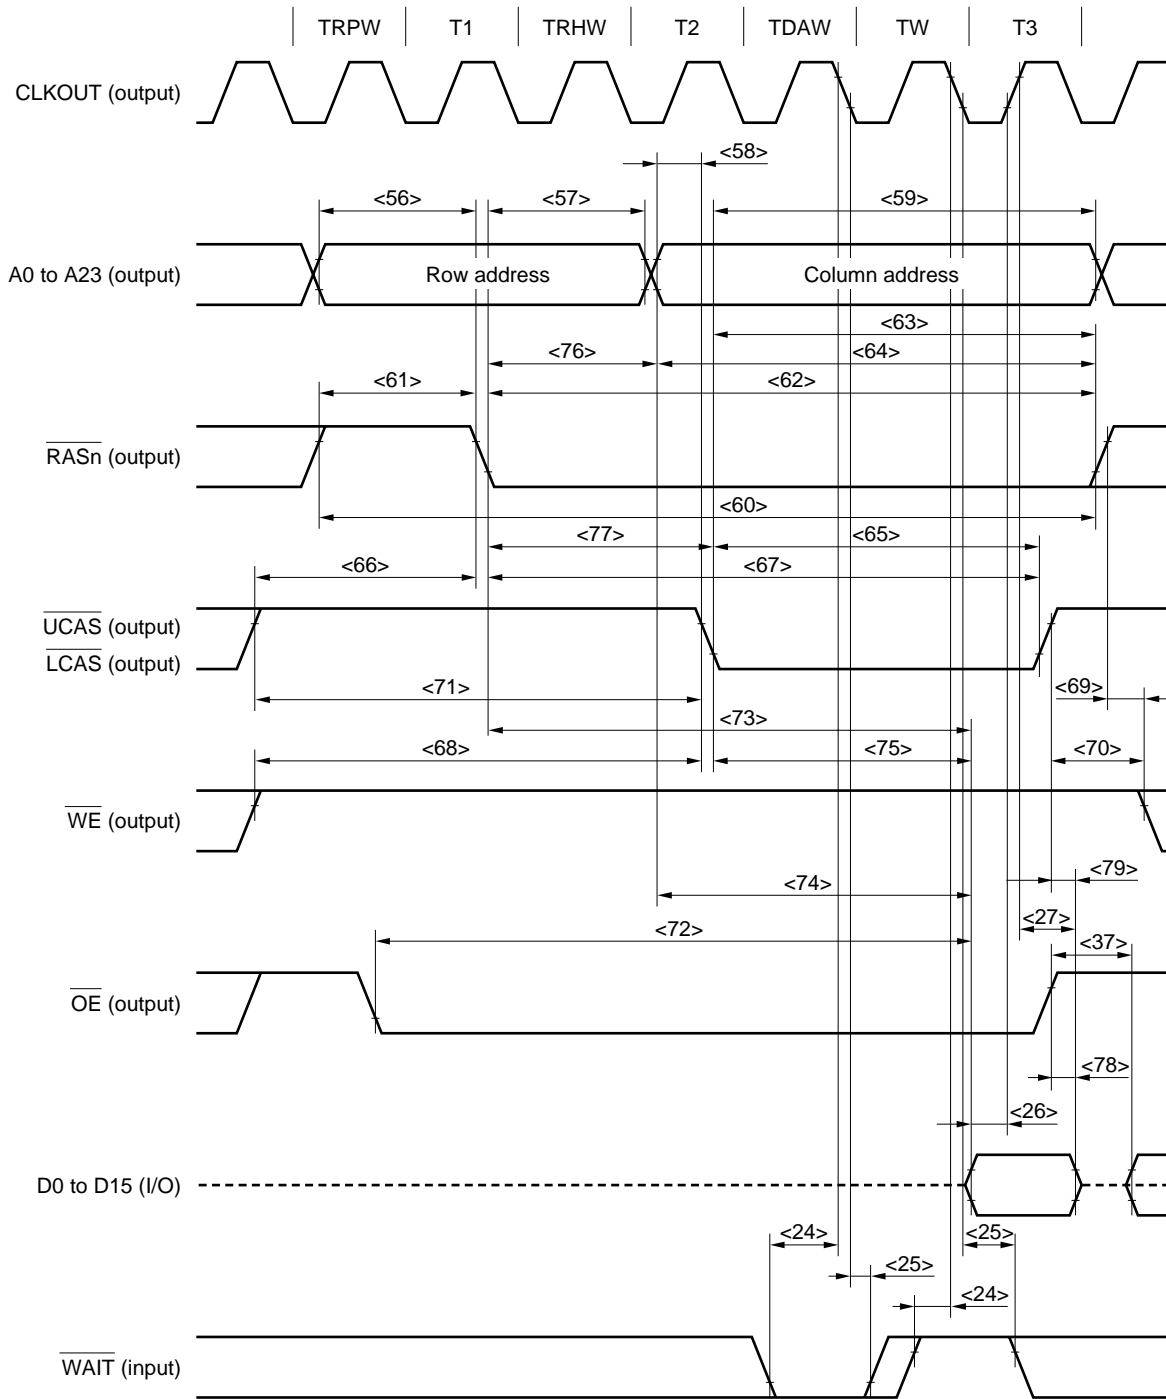 TRPW T1 TRHW T2 TDAW TW T3
CLKOUT (output)
<58>
<56> <57> <59>
A0 to A23 (output) Row address Column address
<63>
<76> <64>
<61> <62>
RASn (output)
<60>
<77> <65>
<66> <67>
UCAS (output)
LCAS (output)
<71> <69>
<73>
<68> <75> <70>
WE (output)
<79>
<74>
<27>
<72> <37>
OE (output)
<78>
<26>
D0 to D15 (I/O)
<24> <25>
<25>
<24>
WAIT (input)